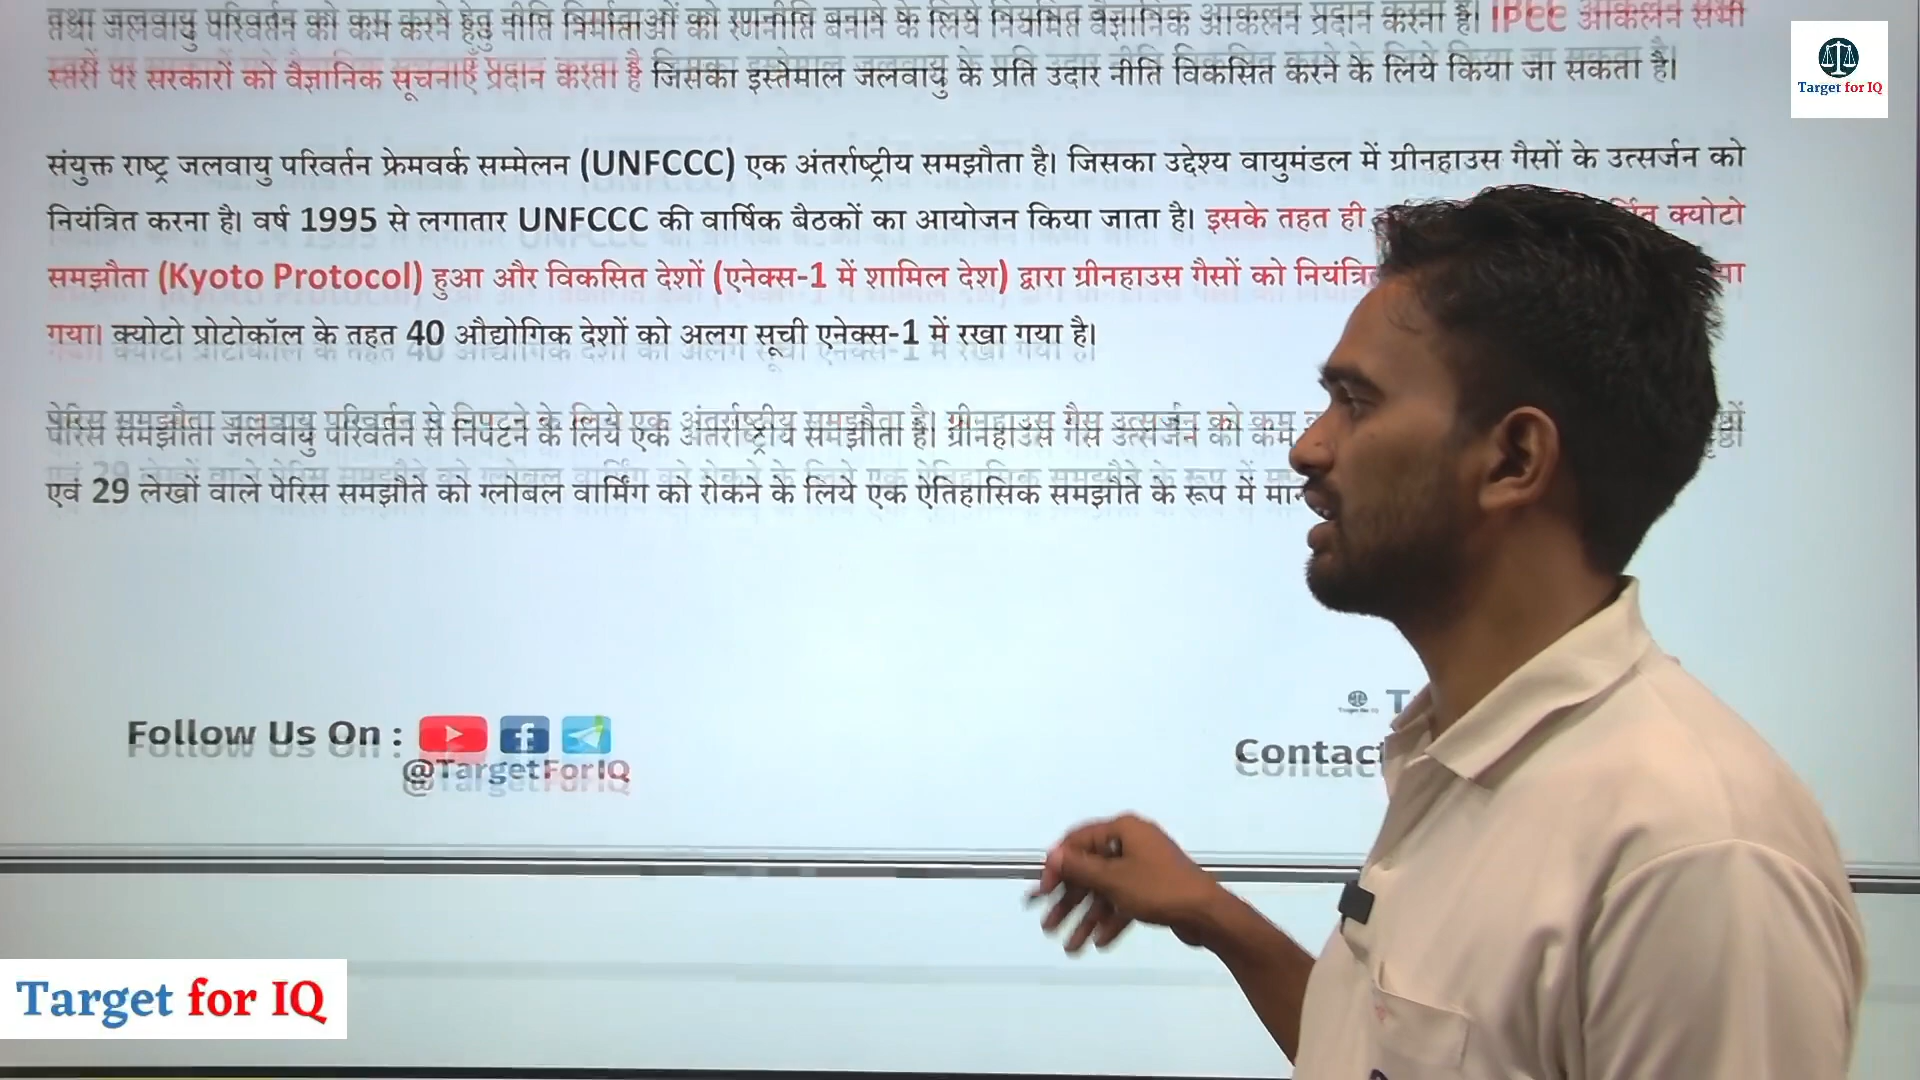 तथा जलवायु परिवर्तन को कम करने हेतु नीति निर्माताओं को रणनीति बनाने के लिये नियमित वैज्ञानिक आकलन प्रदान करना है। IPCC आकलन सभी
स्तरों पर सरकारों को वैज्ञानिक सूचनाएँ प्रदान करता है जिसका इस्तेमाल जलवायु के प्रति उदार नीति विकसित करने के लिये किया जा सकता है।
संयुक्त राष्ट्र जलवायु परिवर्तन फ्रेमवर्क सम्मेलन (UNFCCC) एक अंतर्राष्ट्रीय समझौता है। जिसका उद्देश्य वायुमंडल में ग्रीनहाउस गैसों के उत्सर्जन को
नियंत्रित करना है। वर्ष 1995 से लगातार UNFCCC की वार्षिक बैठकों का आयोजन किया जाता है। इसके तहत ही क्योटो
समझौता (Kyoto Protocol) हुआ और विकसित देशों (एनेक्स-1 में शामिल देश) द्वारा ग्रीनहाउस गैसों को
गया। क्योटो प्रोटोकॉल के तहत 40 औद्योगिक देशों को अलग सूची एनेक्स-1 में रखा गया है।
पेरिस समझौता जलवायु परिवर्तन से निपटने के लिये एक अंतर्राष्ट्रीय समझौता है। ग्रीनहाउस गैस उत्सर्जन को कम
एवं 29 लेखों वाले पेरिस समझौते को ग्लोबल वार्मिंग को रोकने के लिये एक ऐतिहासिक समझौते के रूप में
Follow Us On :
@TargetForIQ
Contact
Target for IQ
Target for IQ